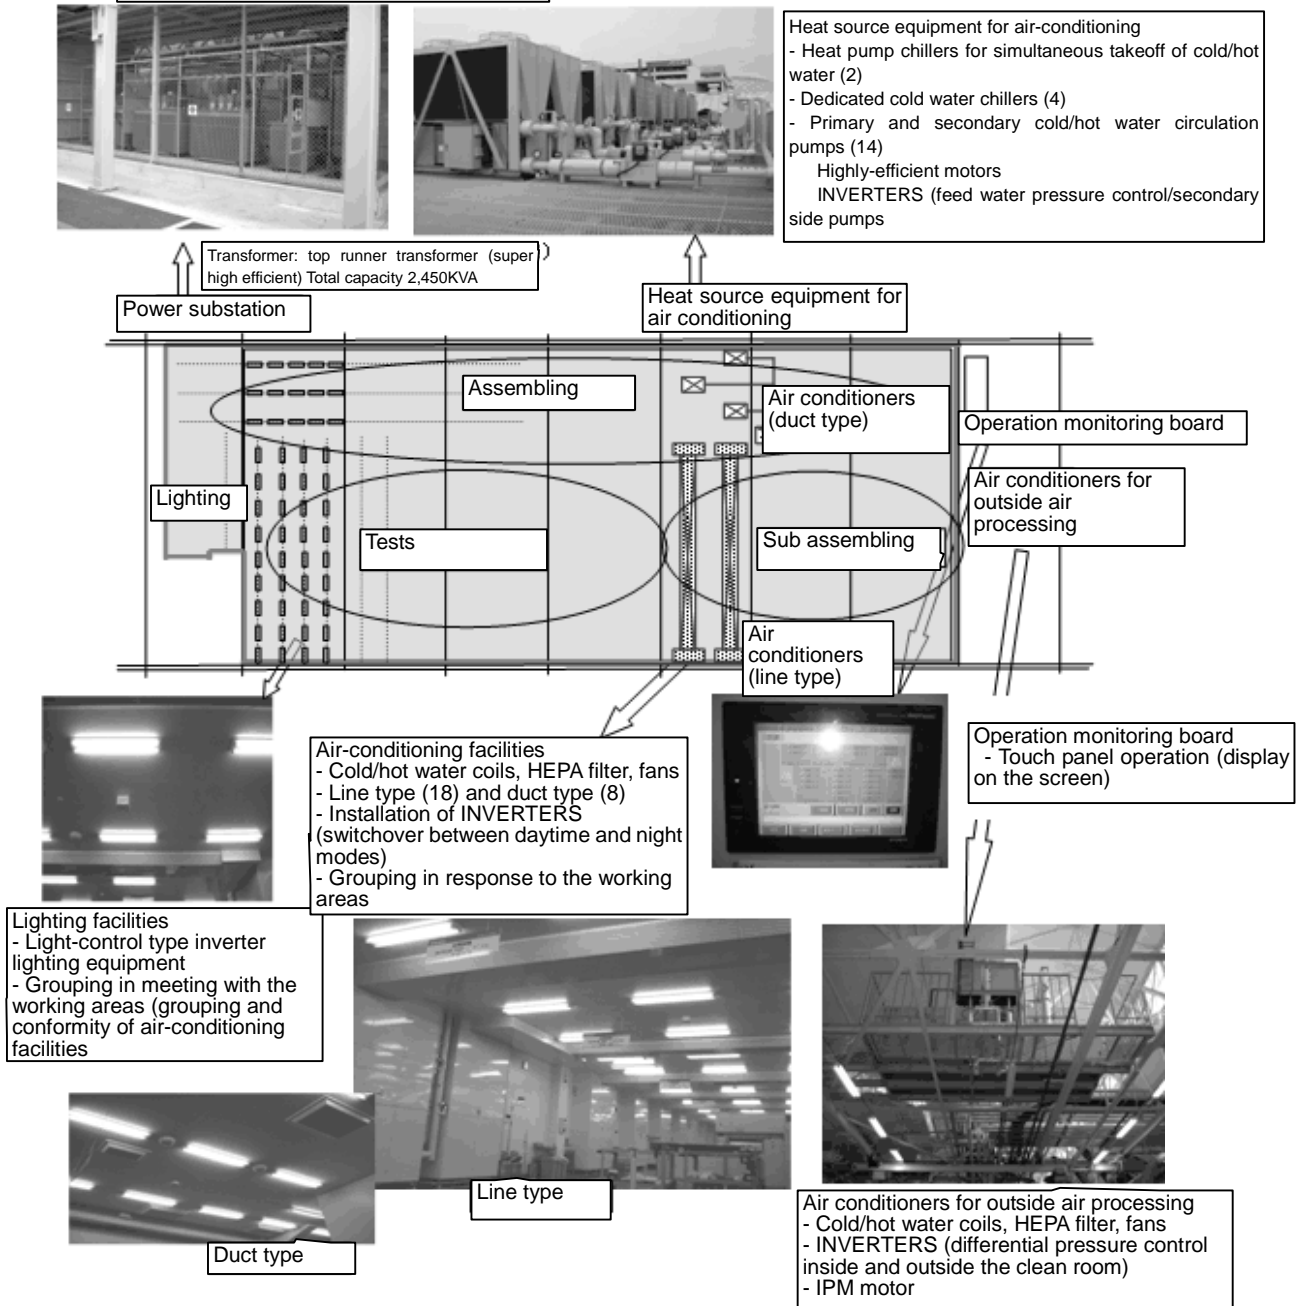 Heat source equipment for air-conditioning
- Heat pump chillers for simultaneous takeoff of cold/hot
water (2)
- Dedicated cold water chillers (4)
- Primary and secondary cold/hot water circulation
pumps (14)
Highly-efficient motors
INVERTERS (feed water pressure control/secondary
side pumps
Transformer: top runner transformer (super
high efficient) Total capacity 2,450KVA
)
Power substation
Heat source equipment for
air conditioning
Assembling
Air conditioners
(duct type)
Operation monitoring board
Lighting
Air conditioners for
outside air
processing
Tests
Sub assembling
Air
conditioners
(line type)
Air-conditioning facilities
- Cold/hot water coils, HEPA filter, fans
- Line type (18) and duct type (8)
- Installation of INVERTERS
(switchover between daytime and night
modes)
- Grouping in response to the working
areas
Operation monitoring board
- Touch panel operation (display
on the screen)
Lighting facilities
- Light-control type inverter
lighting equipment
- Grouping in meeting with the
working areas (grouping and
conformity of air-conditioning
facilities
Line type
Duct type
Air conditioners for outside air processing
- Cold/hot water coils, HEPA filter, fans
- INVERTERS (differential pressure control
inside and outside the clean room)
- IPM motor